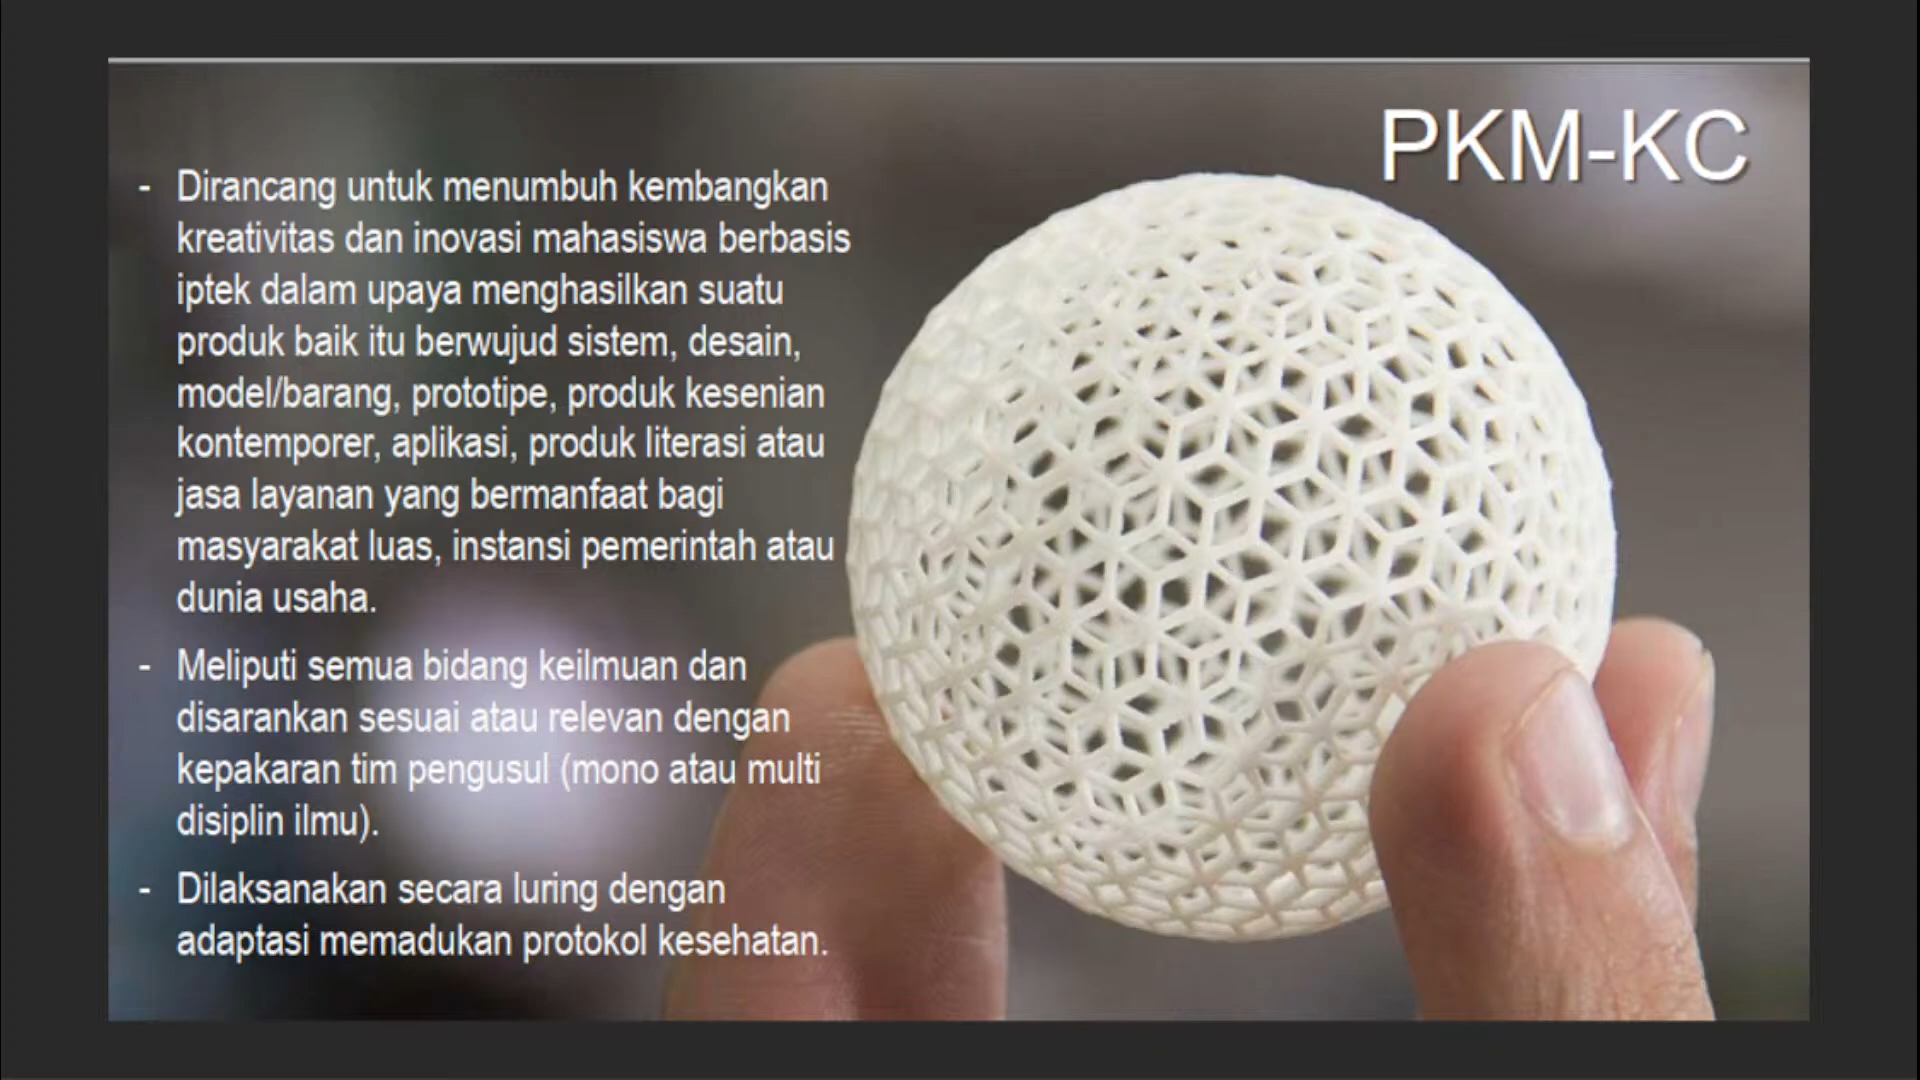 PKM-KC
- Dirancang untuk menumbuh kembangkan
kreativitas dan inovasi mahasiswa berbasis
iptek dalam upaya menghasilkan suatu
produk baik itu berwujud sistem, desain,
model/barang, prototipe, produk kesenian
kontemporer, aplikasi, produk literasi atau
jasa layanan yang bermanfaat bagi
masyarakat luas, instansi pemerintah atau
dunia usaha.
- Meliputi semua bidang keilmuan dan
disarankan sesuai atau relevan dengan
kepakaran tim pengusul (mono atau multi
disiplin ilmu).
- Dilaksanakan secara luring dengan
adaptasi memadukan protokol kesehatan.